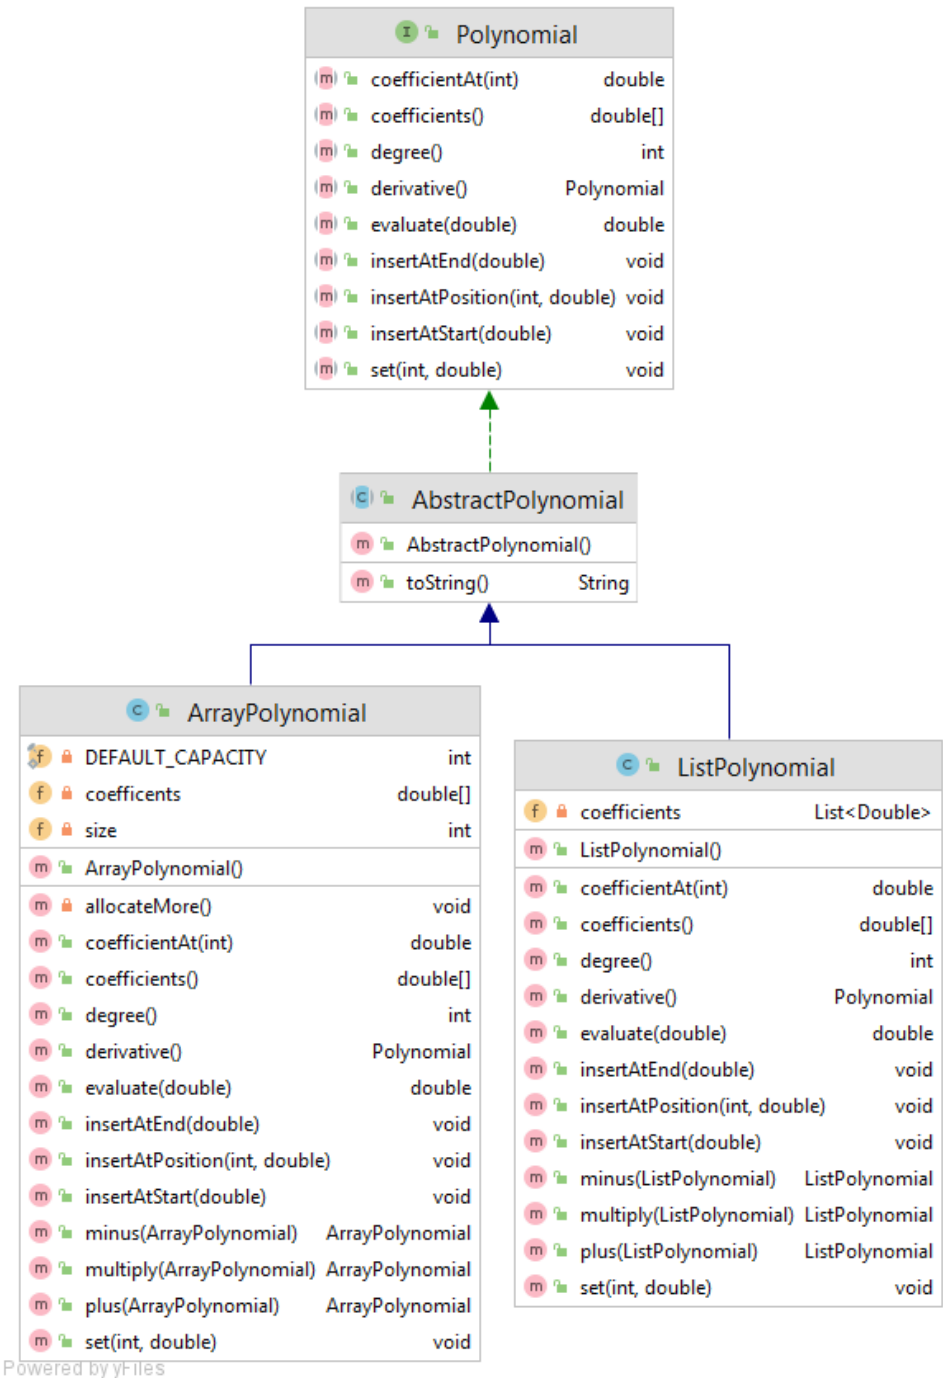 Polynomial
coefficientAt(int) double
coefficients() double[]
degree() int
derivative() Polynomial
evaluate(double) double
insertAtEnd(double) void
insertAtPosition(int, double) void
insertAtStart(double) void
set(int, double) void
AbstractPolynomial
AbstractPolynomial()
toString() String
ArrayPolynomial
DEFAULT_CAPACITY int
coefficents double[]
size int
ArrayPolynomial()
allocateMore() void
coefficientAt(int) double
coefficients() double[]
degree() int
derivative() Polynomial
evaluate(double) double
insertAtEnd(double) void
insertAtPosition(int, double) void
insertAtStart(double) void
minus(ArrayPolynomial) ArrayPolynomial
multiply(ArrayPolynomial) ArrayPolynomial
plus(ArrayPolynomial) ArrayPolynomial
set(int, double) void
ListPolynomial
coefficients List<Double>
ListPolynomial()
coefficientAt(int) double
coefficients() double[]
degree() int
derivative() Polynomial
evaluate(double) double
insertAtEnd(double) void
insertAtPosition(int, double) void
insertAtStart(double) void
minus(ListPolynomial) ListPolynomial
multiply(ListPolynomial) ListPolynomial
plus(ListPolynomial) ListPolynomial
set(int, double) void
Powered by yFiles